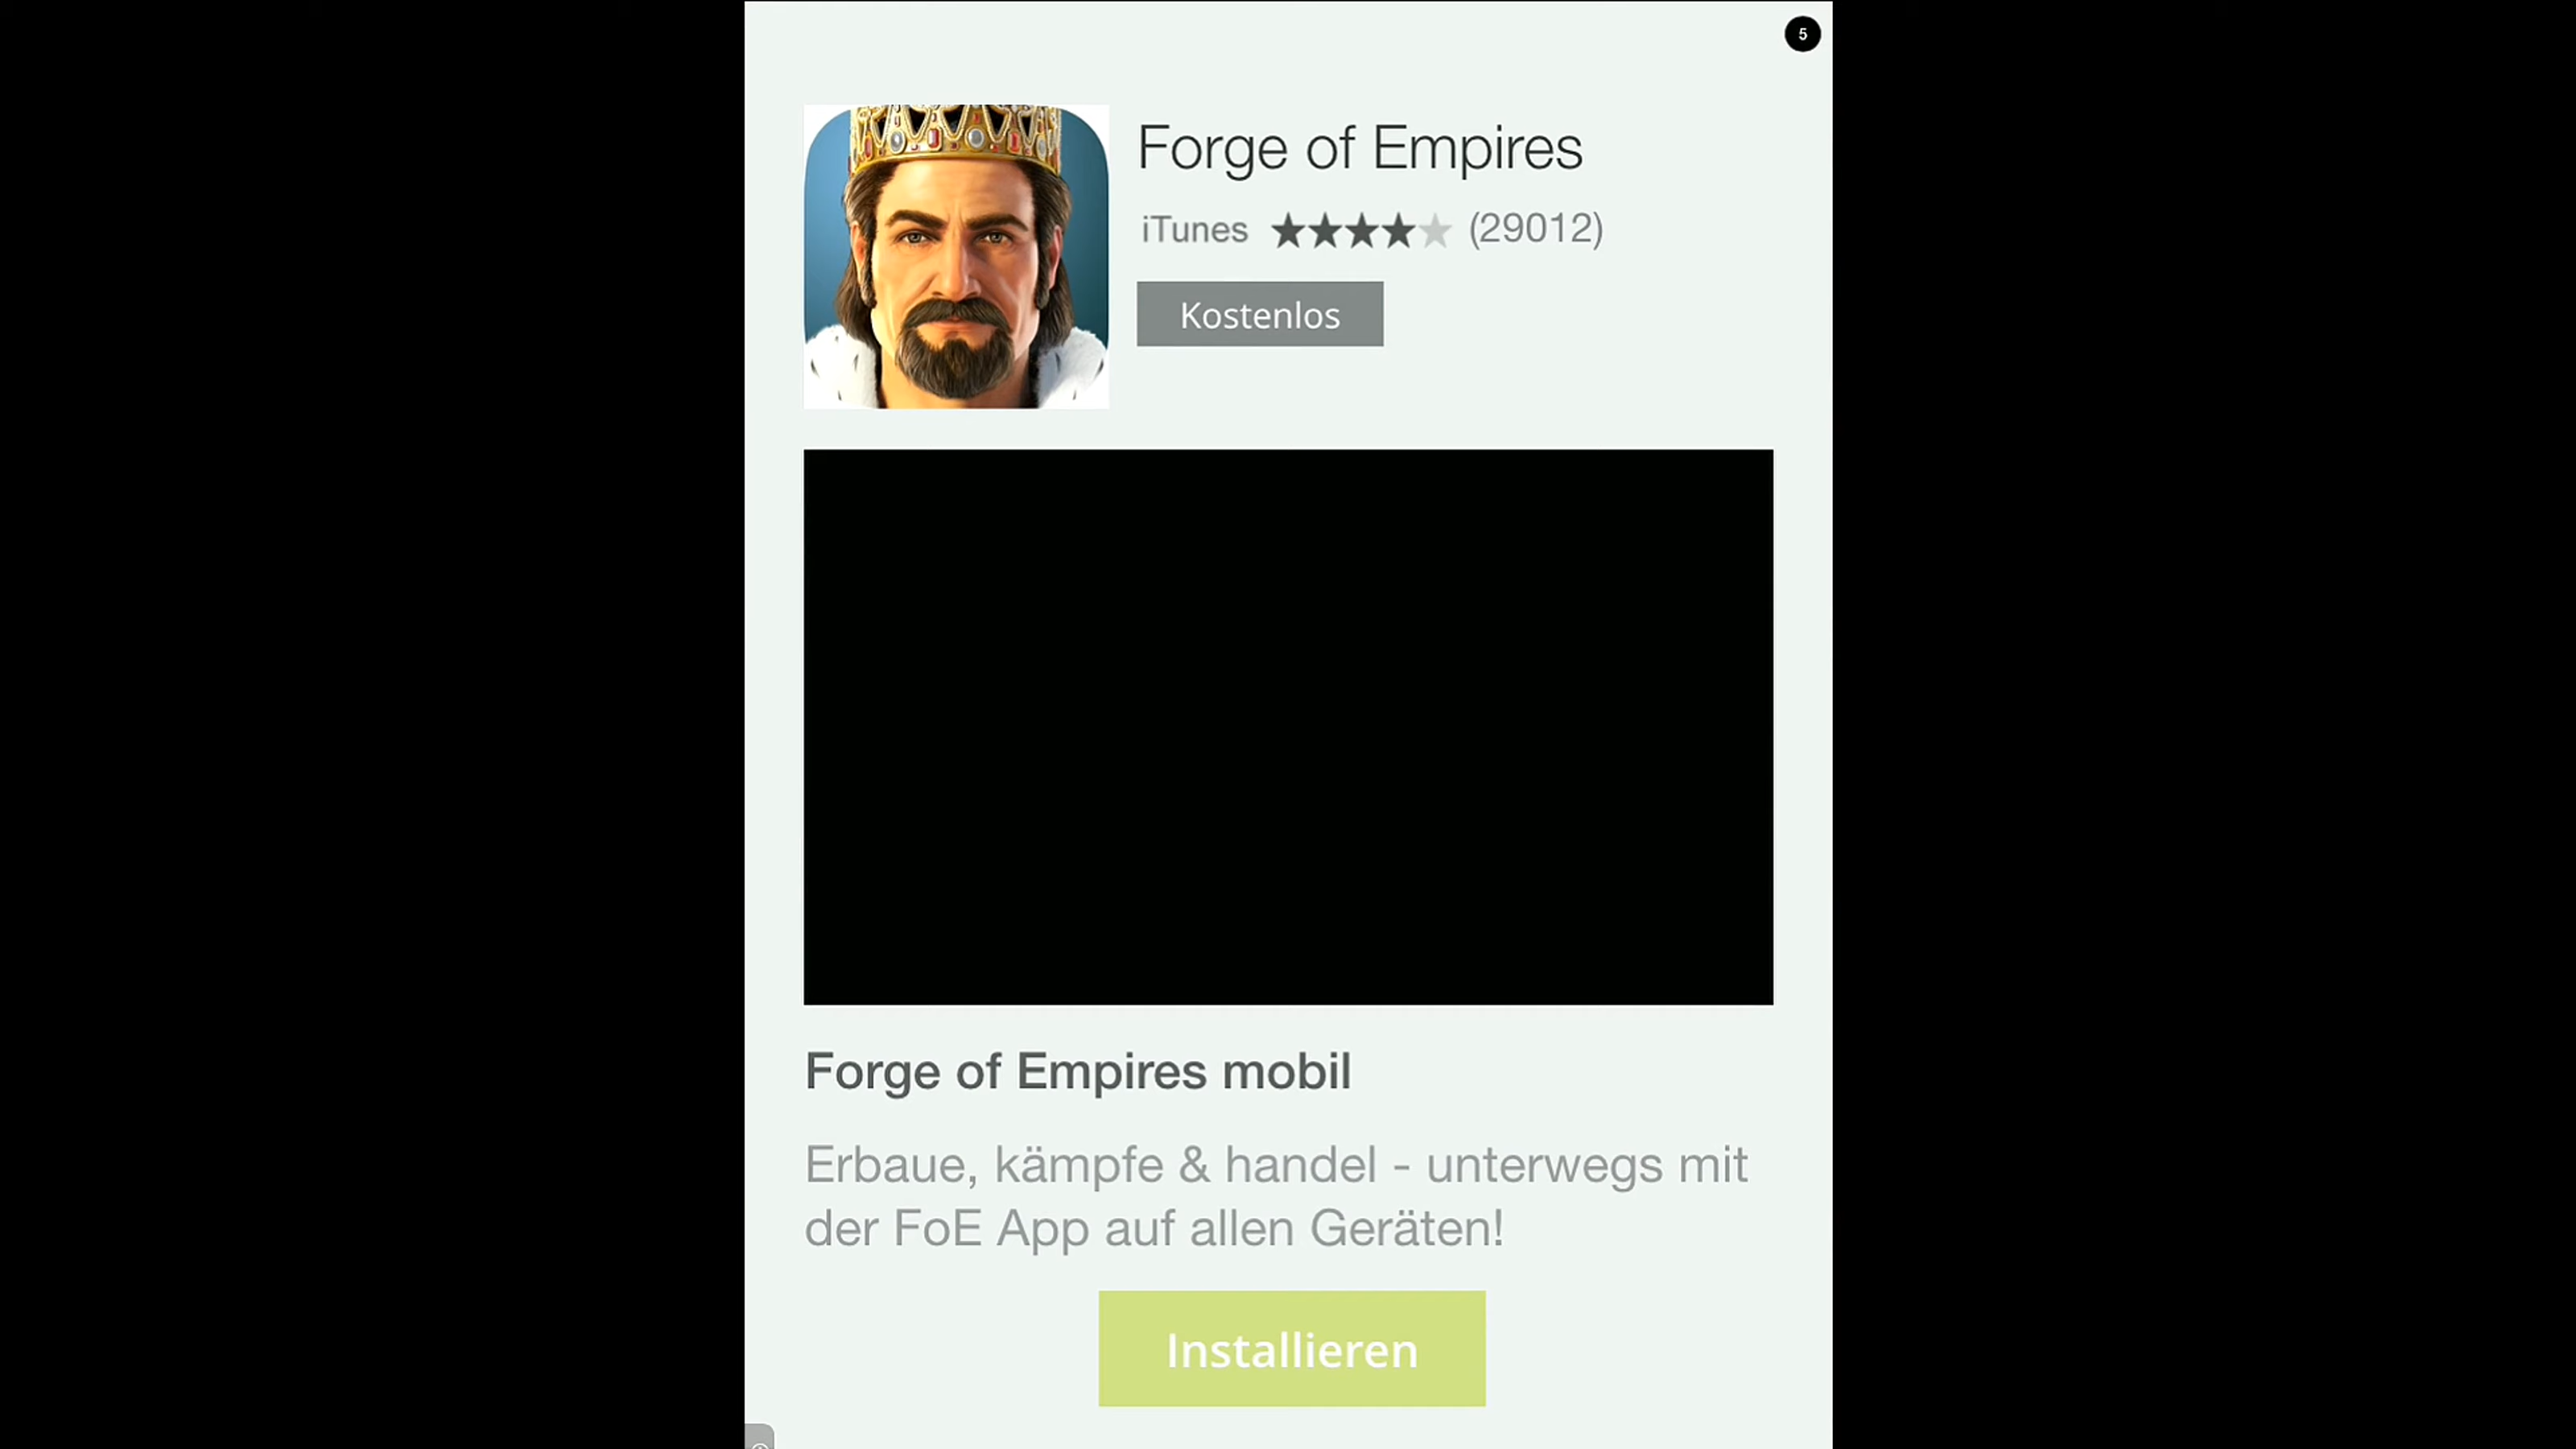 5
Forge of Empires
iTunes ★★★★★ (29012)
Kostenlos
Forge of Empires mobil
Erbaue, kämpfe & handel - unterwegs mit
der FoE App auf allen Geräten!
Installieren